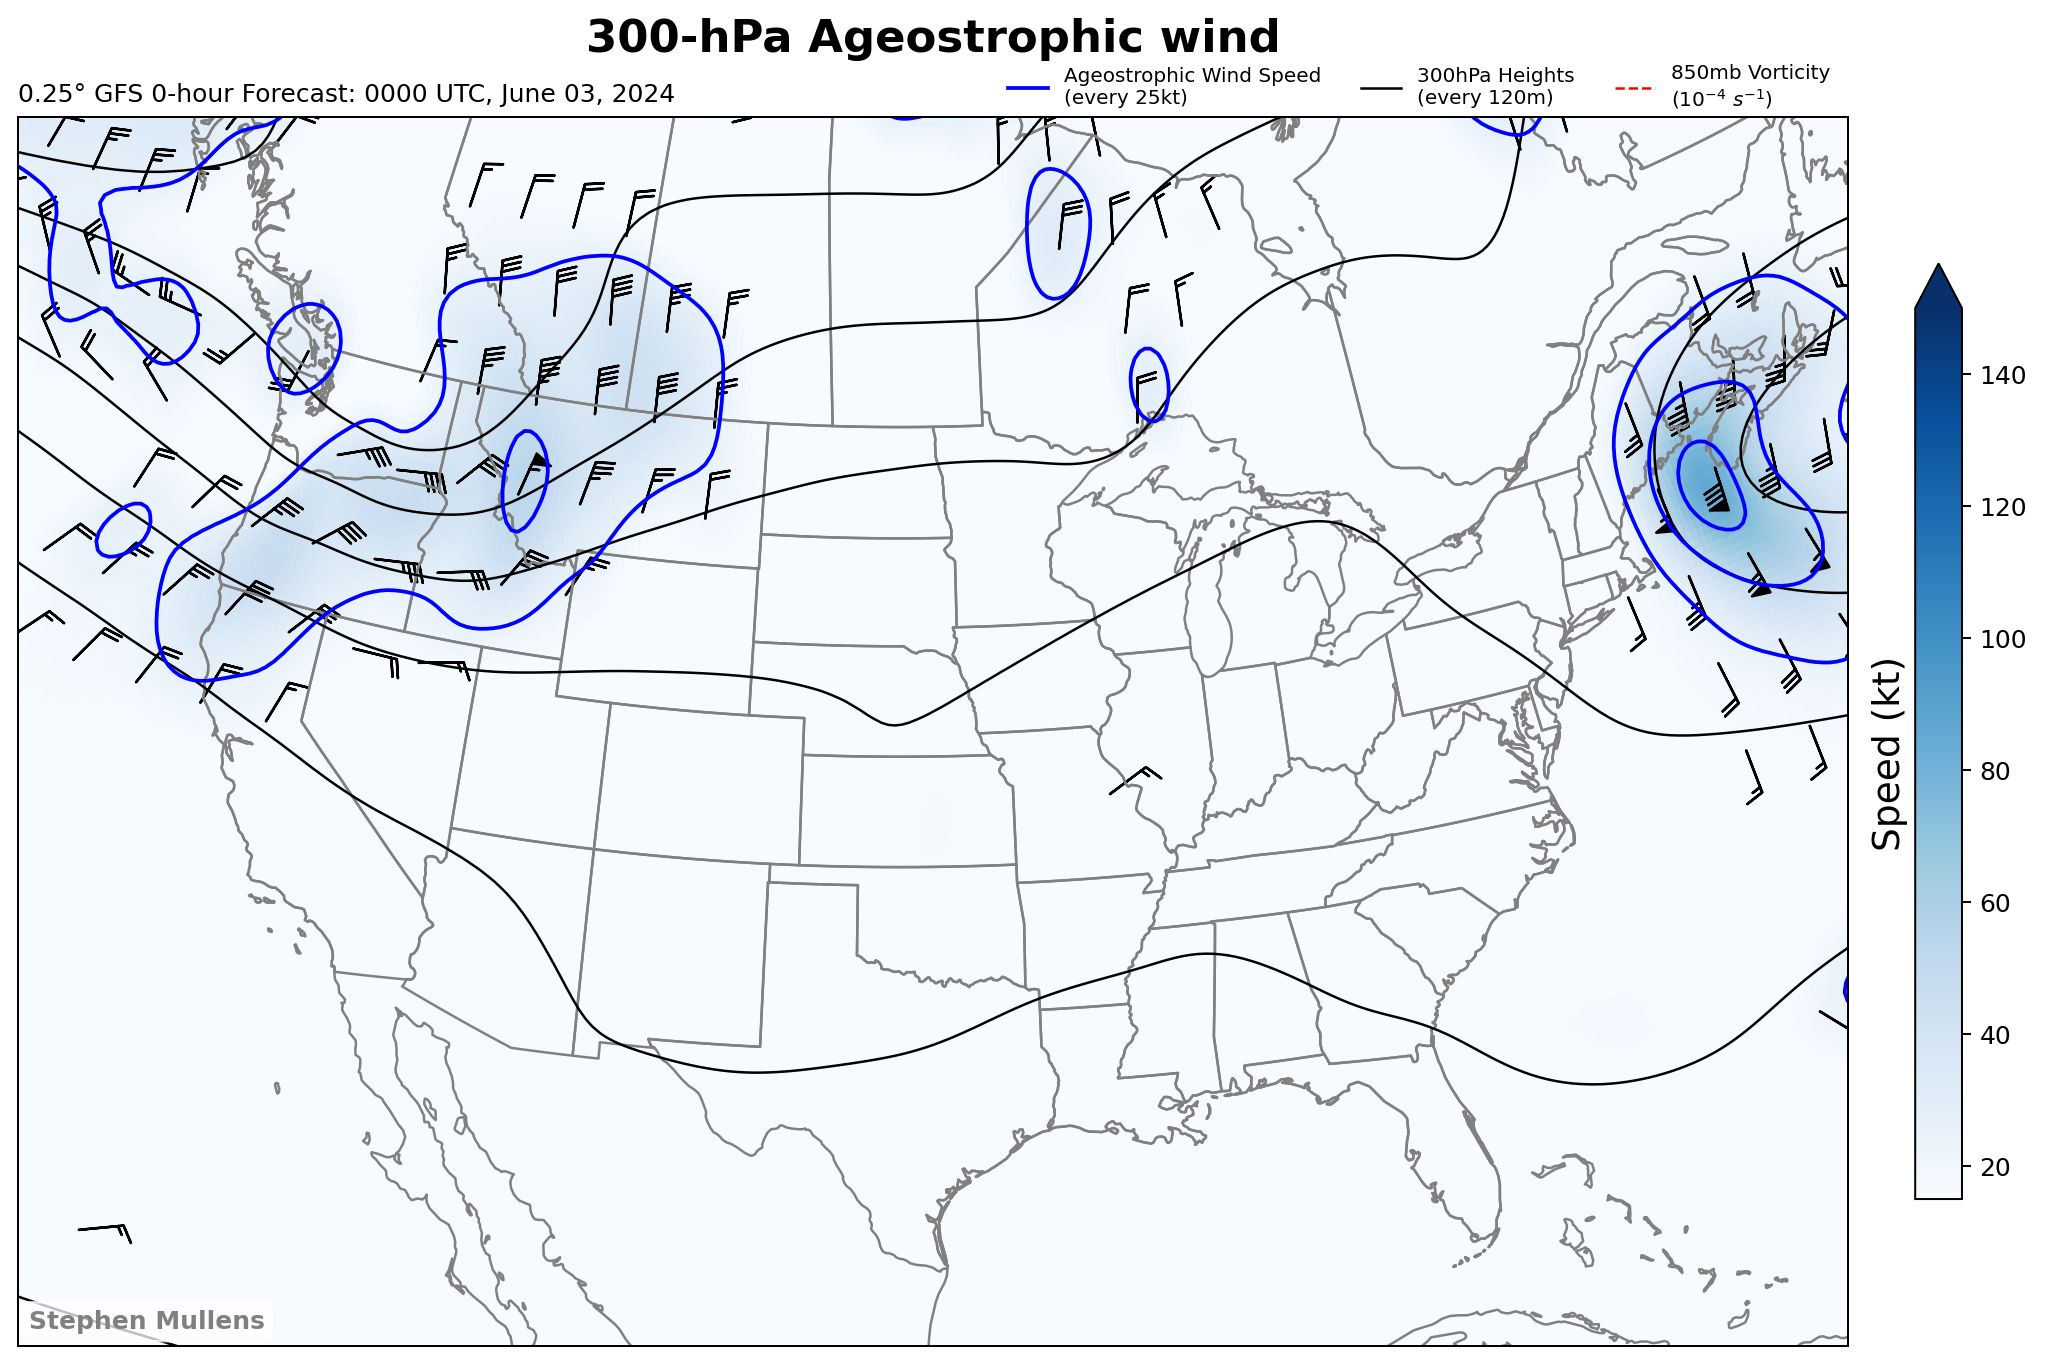 300-hPa Ageostrophic wind
0.25° GFS 0-hour Forecast: 0000 UTC, June 03, 2024
Ageostrophic Wind Speed
(every 25kt)
300hPa Heights
(every 120m)
850mb Vorticity
(10⁻⁴ s⁻¹)
140
120
100
80
60
40
20
Speed (kt)
Stephen Mullens